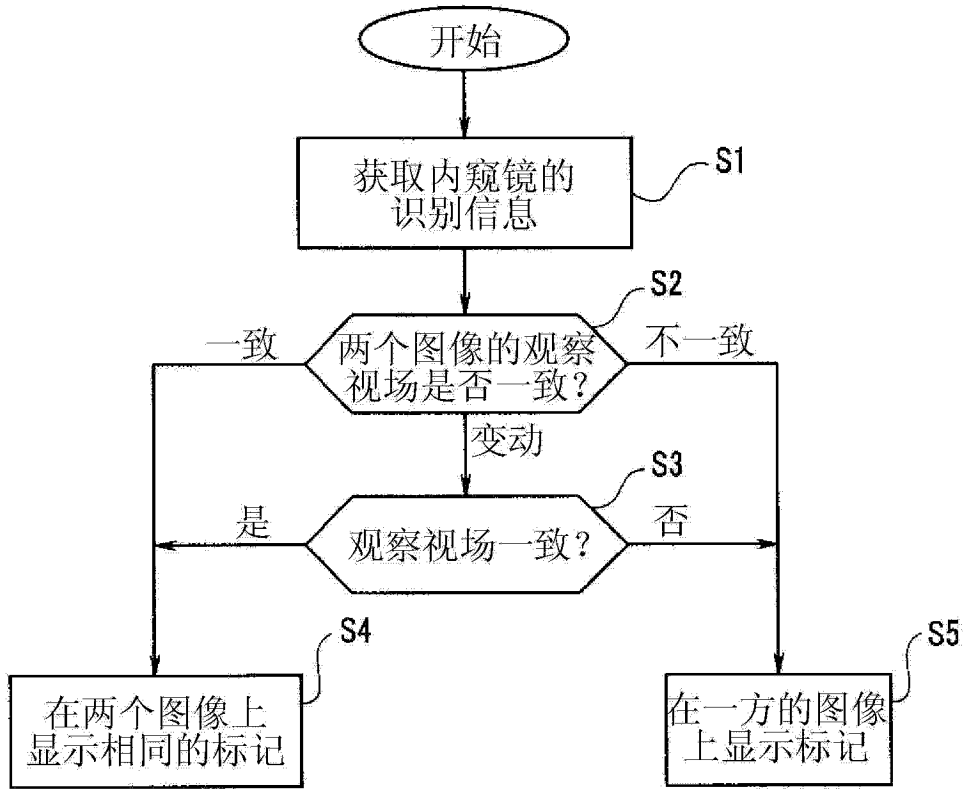 开始
S1
获取内窥镜的
识别信息
S2
一致
两个图像的观察
视场是否一致？
不一致
变动
S3
是
观察视场一致？
否
S4
在两个图像上
显示相同的标记
S5
在一方的图像
上显示标记